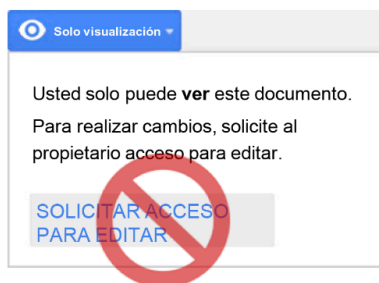 Solo visualización
Usted solo puede ver este documento.
Para realizar cambios, solicite al
propietario acceso para editar.
SOLICITAR ACCESO
PARA EDITAR